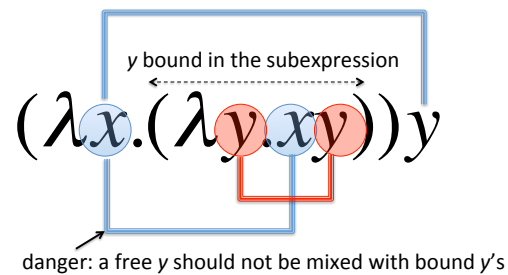 y bound in the subexpression
(λx.(λy.xy))y
danger: a free y should not be mixed with bound y’s